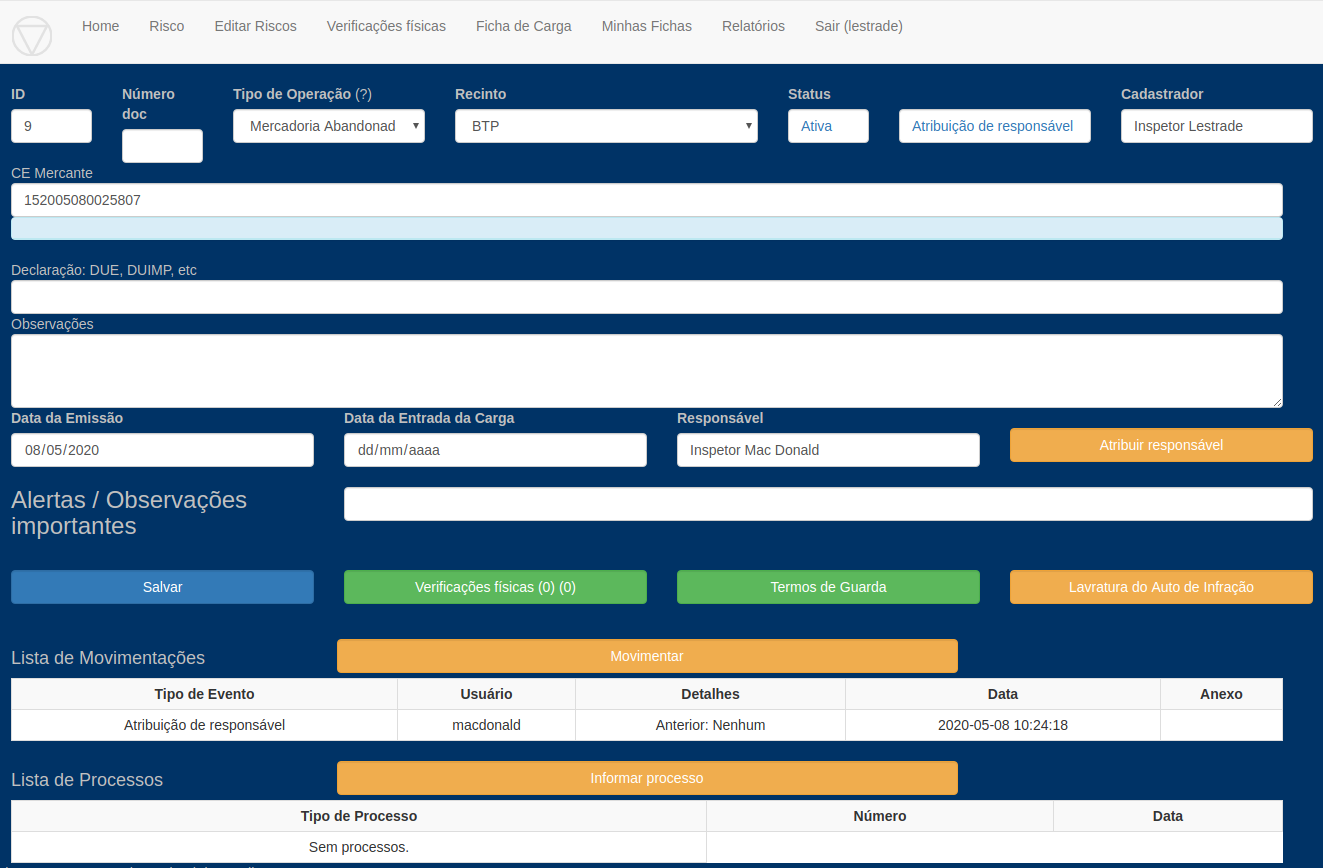 Home Risco Editar Riscos Verificações físicas Ficha de Carga Minhas Fichas Relatórios Sair (lestrade)
ID Número doc Tipo de Operação (?) Recinto Status Cadastrador
9 Mercadoria Abandonad BTP Ativa Atribuição de responsável Inspetor Lestrade
CE Mercante
152005080025807
Declaração: DUE, DUIMP, etc
Observações
Data da Emissão Data da Entrada da Carga Responsável
08/05/2020 dd/mm/aaaa Inspetor Mac Donald Atribuir responsável
Alertas / Observações
importantes
Salvar Verificações físicas (0) (0) Termos de Guarda Lavratura do Auto de Infração
Lista de Movimentações Movimentar
Tipo de Evento Usuário Detalhes Data Anexo
Atribuição de responsável macdonald Anterior: Nenhum 2020-05-08 10:24:18
Lista de Processos Informar processo
Tipo de Processo Número Data
Sem processos.